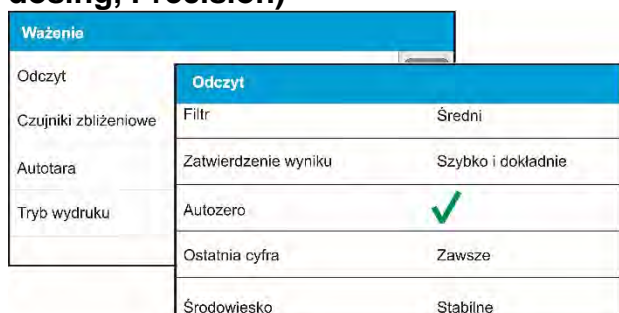 dosing, Precision)
Ważenie
Odczyt
Czujniki zbliżeniowe
Autotara
Tryb wydruku
Odczyt
Filtr Średni
Zatwierdzenie wyniku Szybko i dokładnie
Autozero
Ostatnia cyfra Zawsze
Środowiesko Stabilne